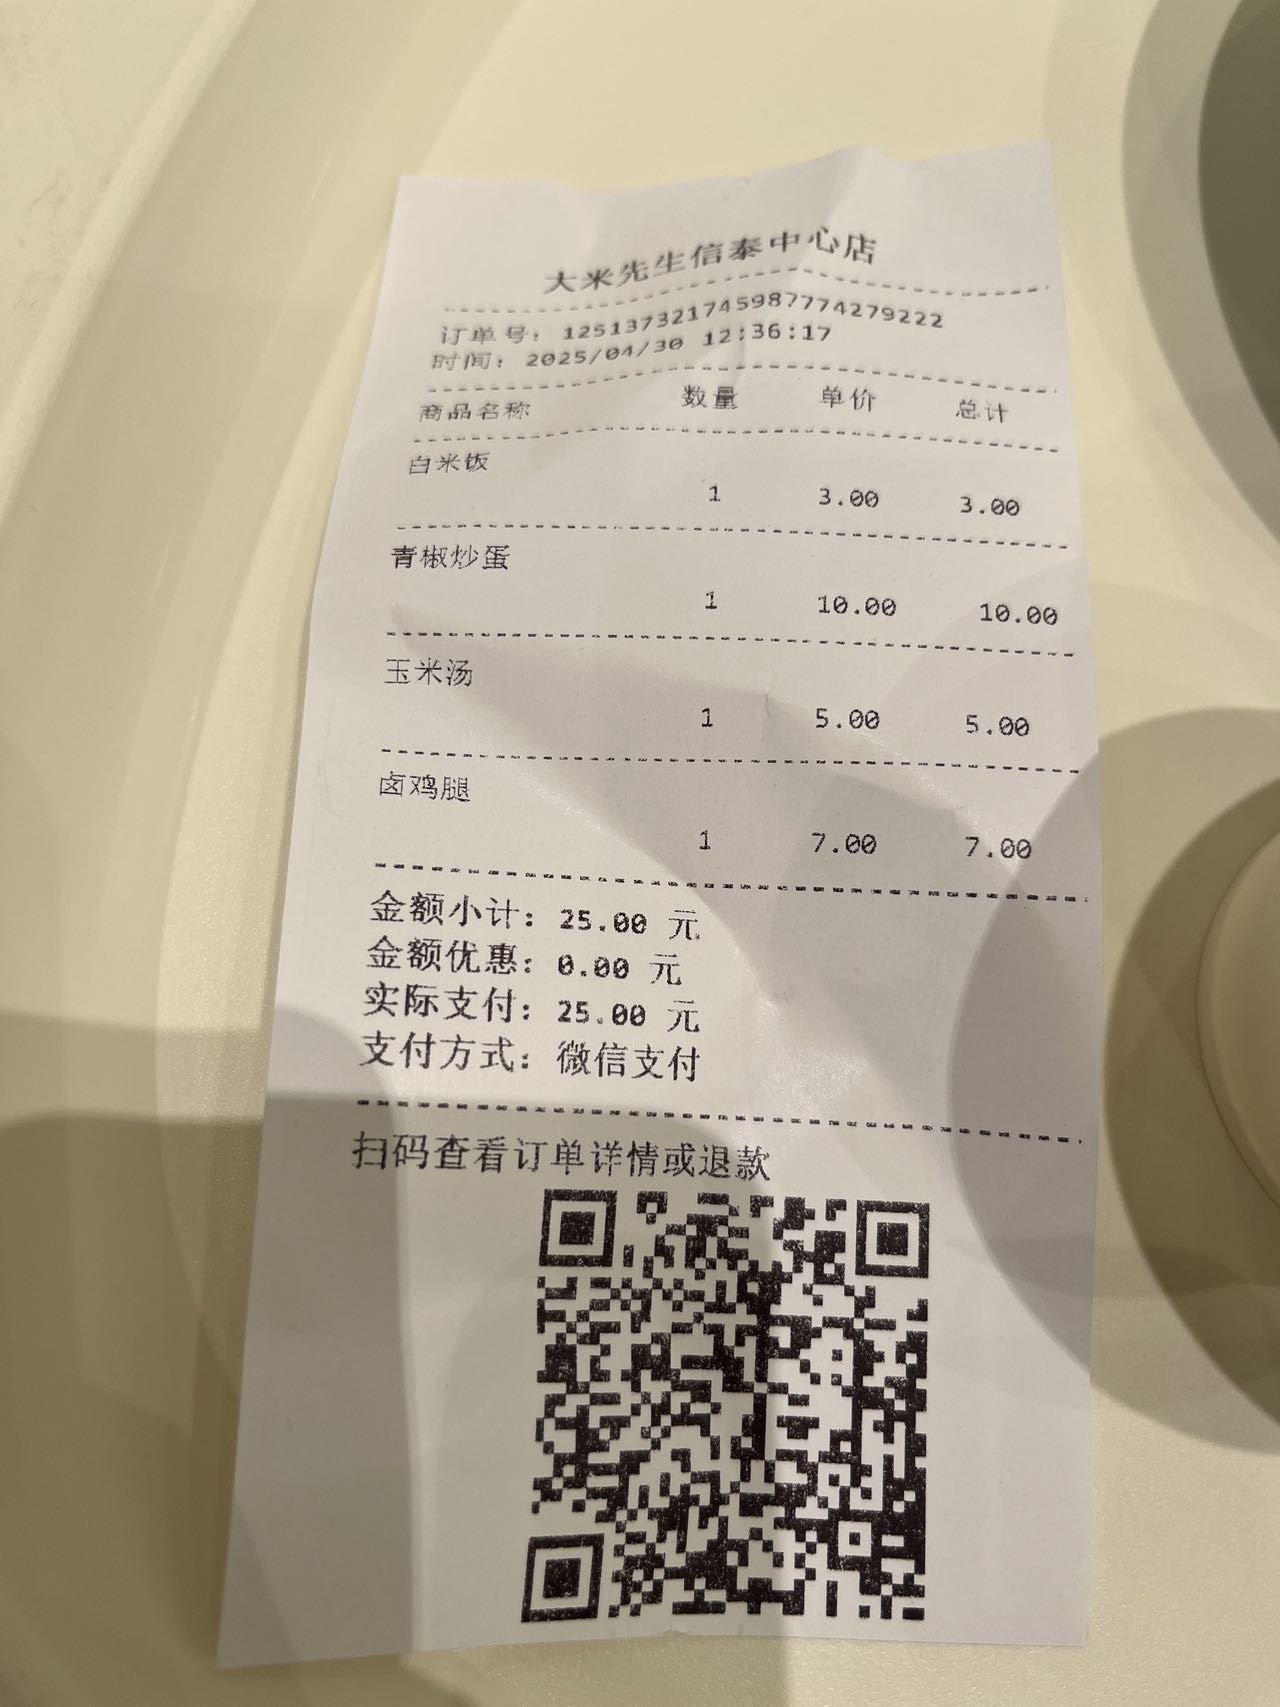 大米先生信泰中心店
订单号：125137321745987774279222
时间：2025/04/30 12:36:17
商品名称 数量 单价 总计
白米饭
1 3.00 3.00
青椒炒蛋
1 10.00 10.00
玉米汤
1 5.00 5.00
卤鸡腿
1 7.00 7.00
金额小计：25.00 元
金额优惠：0.00 元
实际支付：25.00 元
支付方式：微信支付
扫码查看订单详情或退款